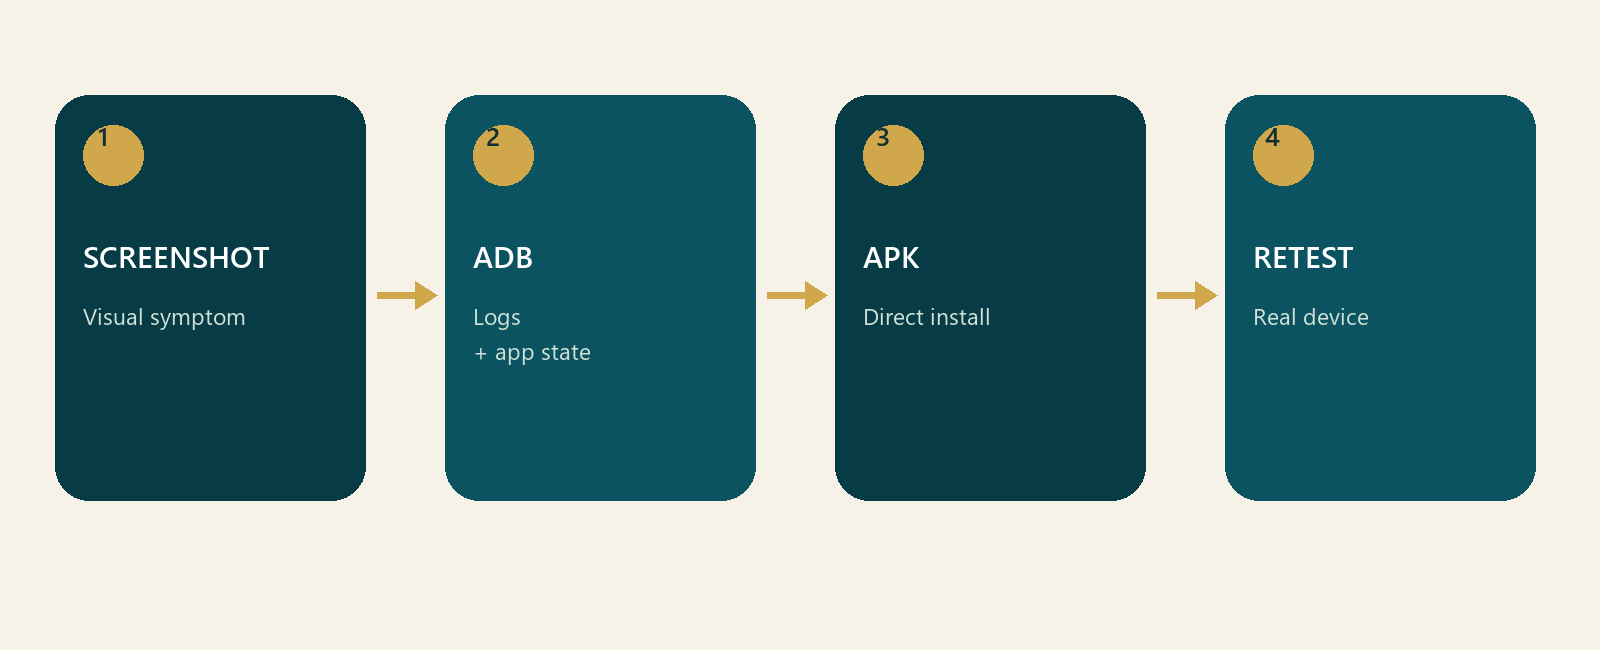 1
SCREENSHOT
Visual symptom
2
ADB
Logs
+ app state
3
APK
Direct install
4
RETEST
Real device